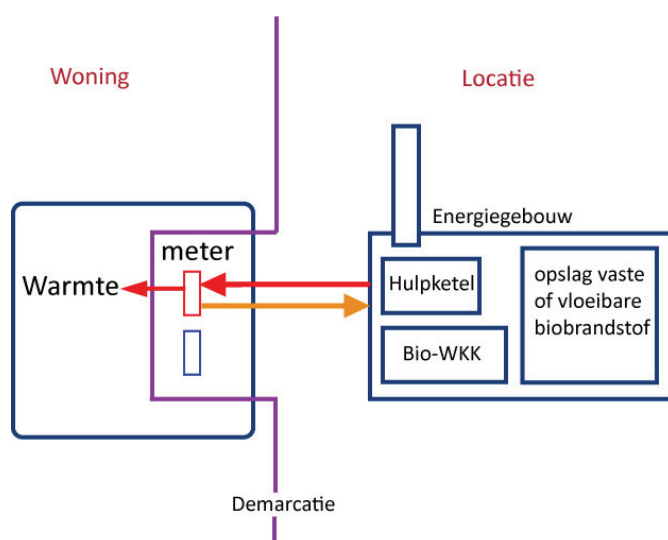 Woning
Locatie
Energiegebouw
meter
Warmte
Hulpketel
opslag vaste
of vloeibare
biobrandstof
Bio-WKK
Demarcatie